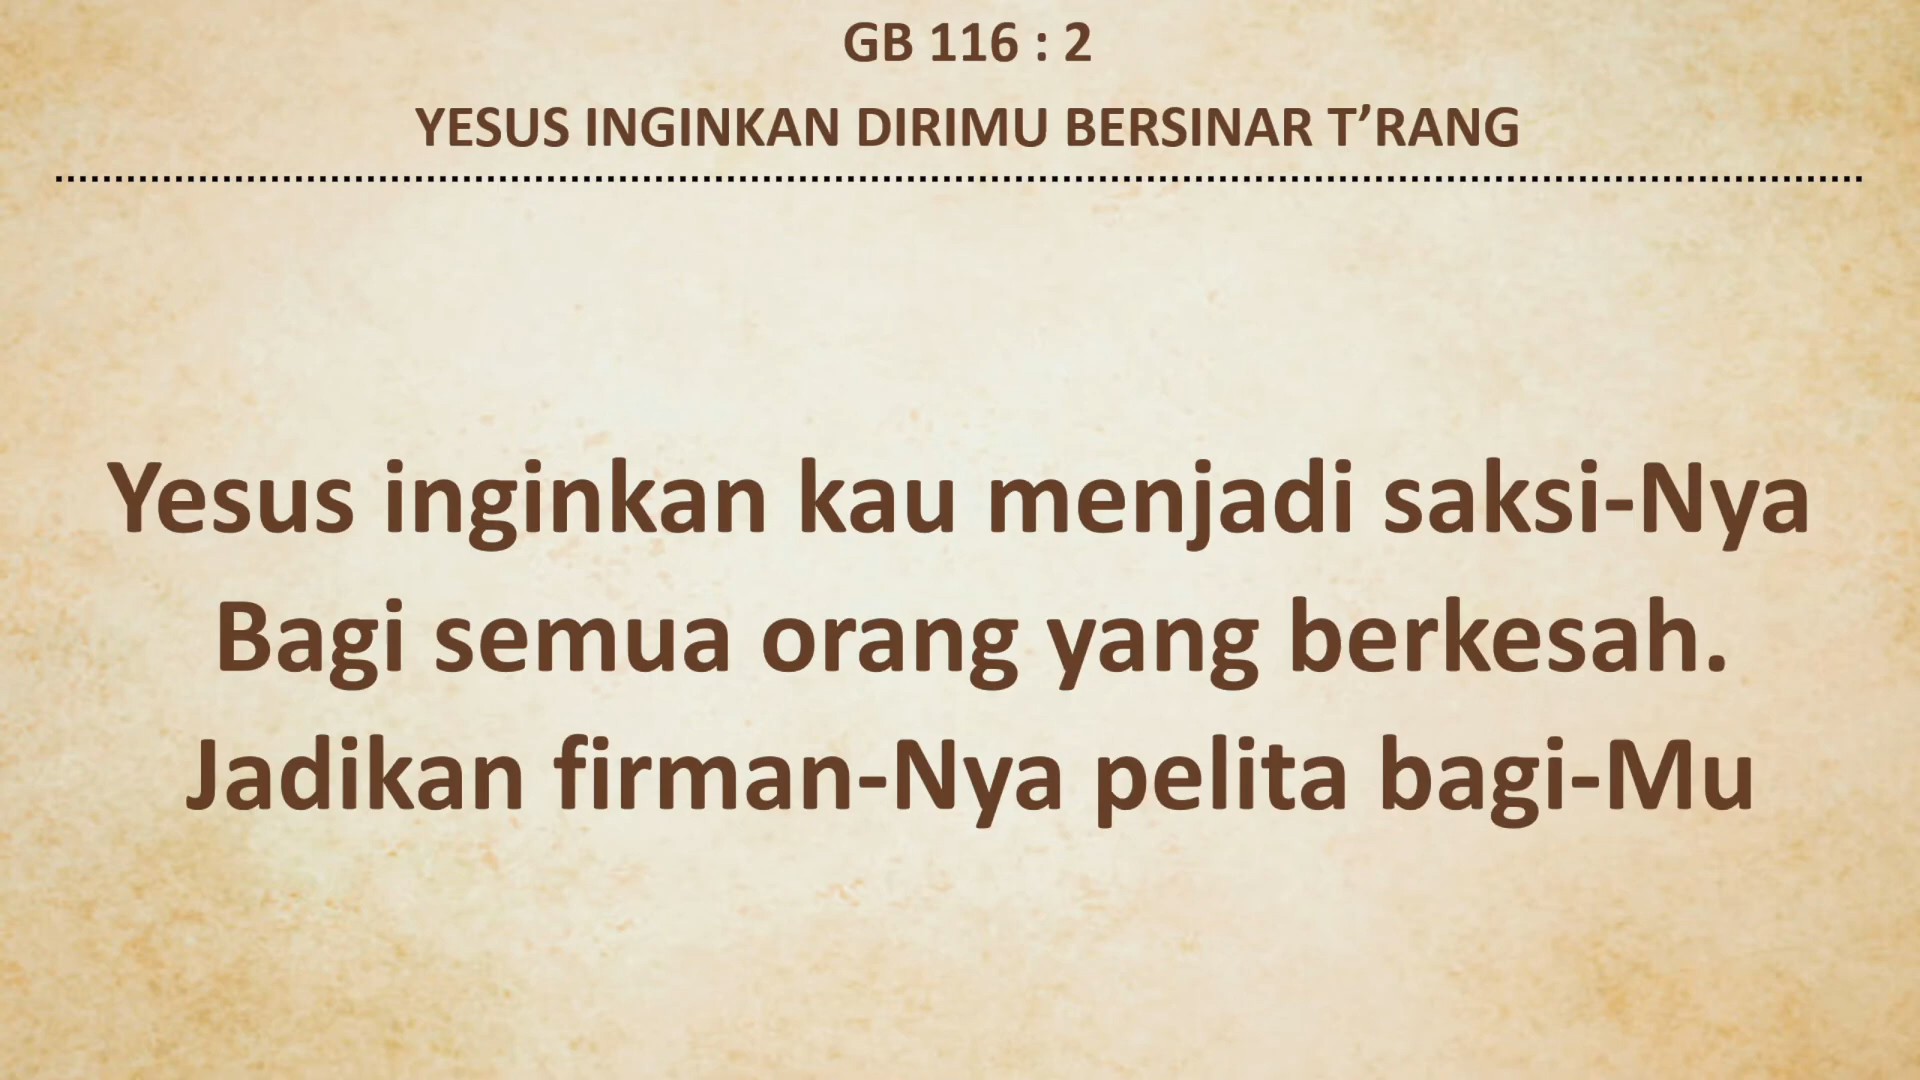 GB 116 : 2
YESUS INGINKAN DIRIMU BERSINAR T’RANG
Yesus inginkan kau menjadi saksi-Nya
Bagi semua orang yang berkesah.
Jadikan firman-Nya pelita bagi-Mu